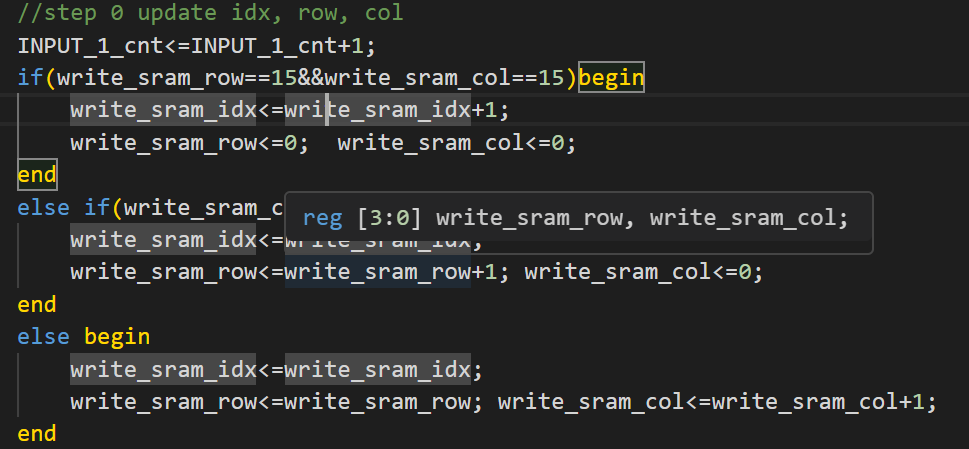 //step 0 update idx, row, col
INPUT_1_cnt<=INPUT_1_cnt+1;
if(write_sram_row==15&&write_sram_col==15)begin
write_sram_idx<=write_sram_idx+1;
write_sram_row<=0;  write_sram_col<=0;
end
else if(write_sram_c
reg [3:0] write_sram_row, write_sram_col;
write_sram_idx<=write_sram_idx;
write_sram_row<=write_sram_row+1; write_sram_col<=0;
end
else begin
write_sram_idx<=write_sram_idx;
write_sram_row<=write_sram_row; write_sram_col<=write_sram_col+1;
end